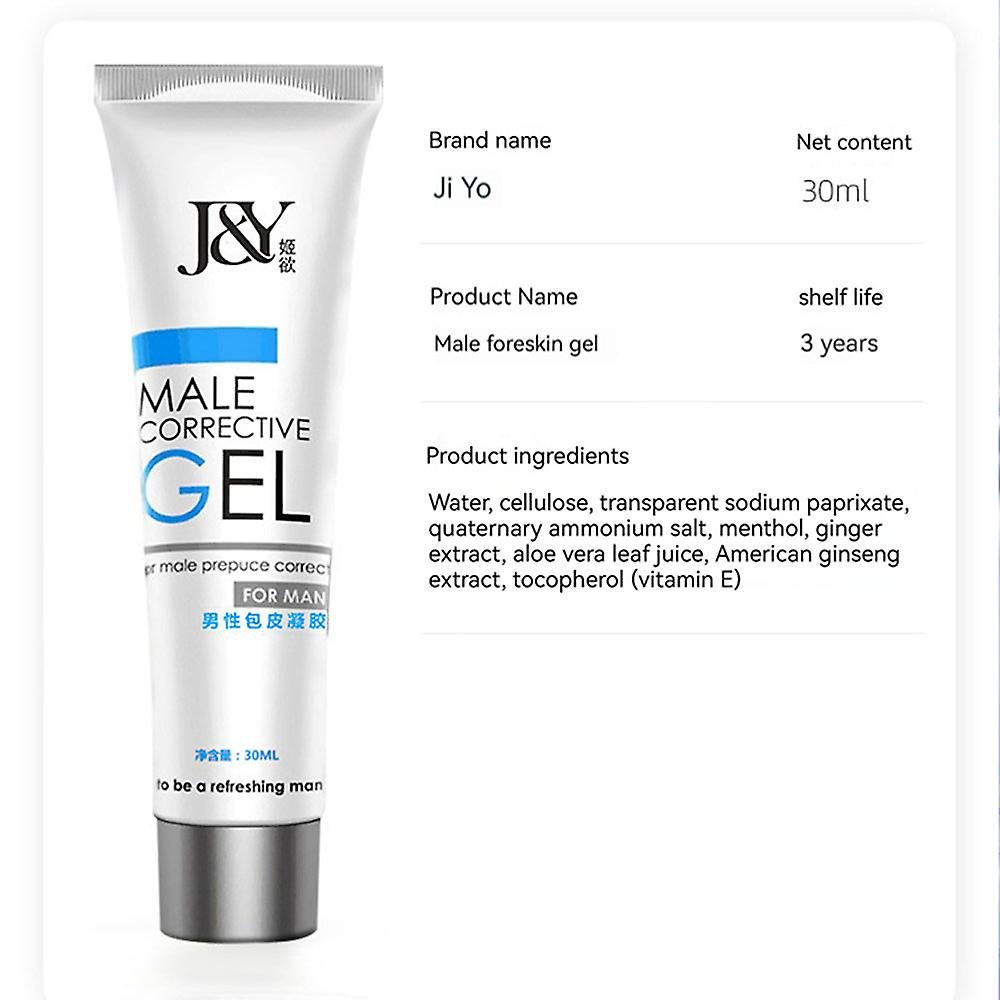 J&Y 姬欲
MALE
CORRECTIVE
GEL
for male prepuce correct
FOR MAN
男性包皮凝胶
净含量：30ML
to be a refreshing man
Brand name
Net content
Ji Yo
30ml
Product Name
shelf life
Male foreskin gel
3 years
Product ingredients
Water, cellulose, transparent sodium paprixate,
quaternary ammonium salt, menthol, ginger
extract, aloe vera leaf juice, American ginseng
extract, tocopherol (vitamin E)